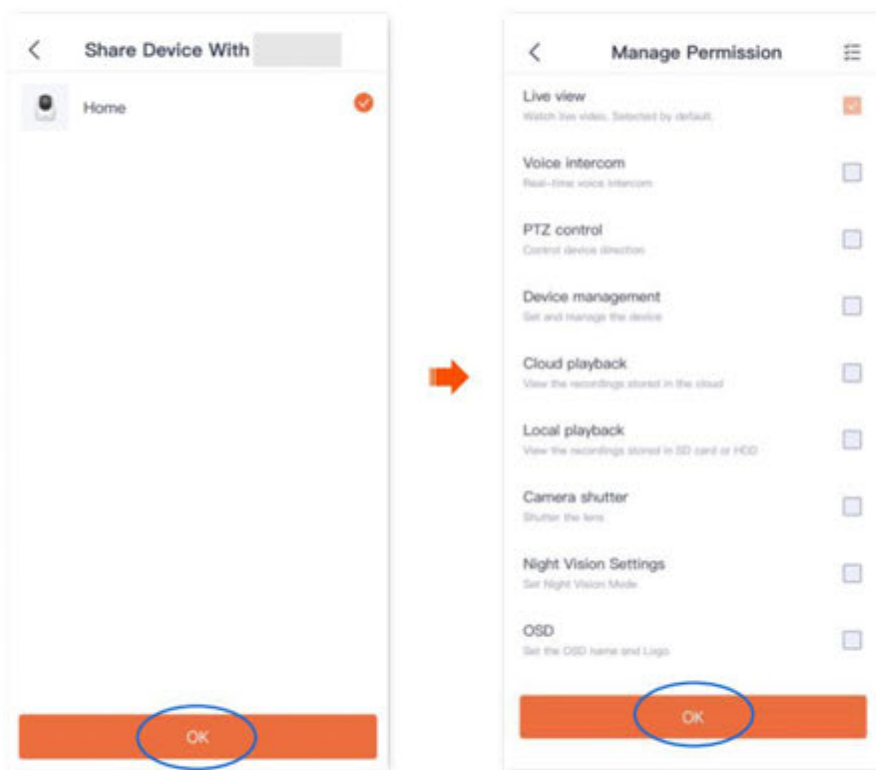 Share Device With
Home
OK
Manage Permission
Live view
Watch live video. Selected by default.
Voice intercom
Real-time voice intercom
PTZ control
Control device direction
Device management
Set and manage the device
Cloud playback
View the recordings stored in the cloud
Local playback
View the recordings stored in SD card or HDD
Camera shutter
Shutter the lens
Night Vision Settings
Set Night Vision Mode
OSD
Set the OSD name and Logo
OK